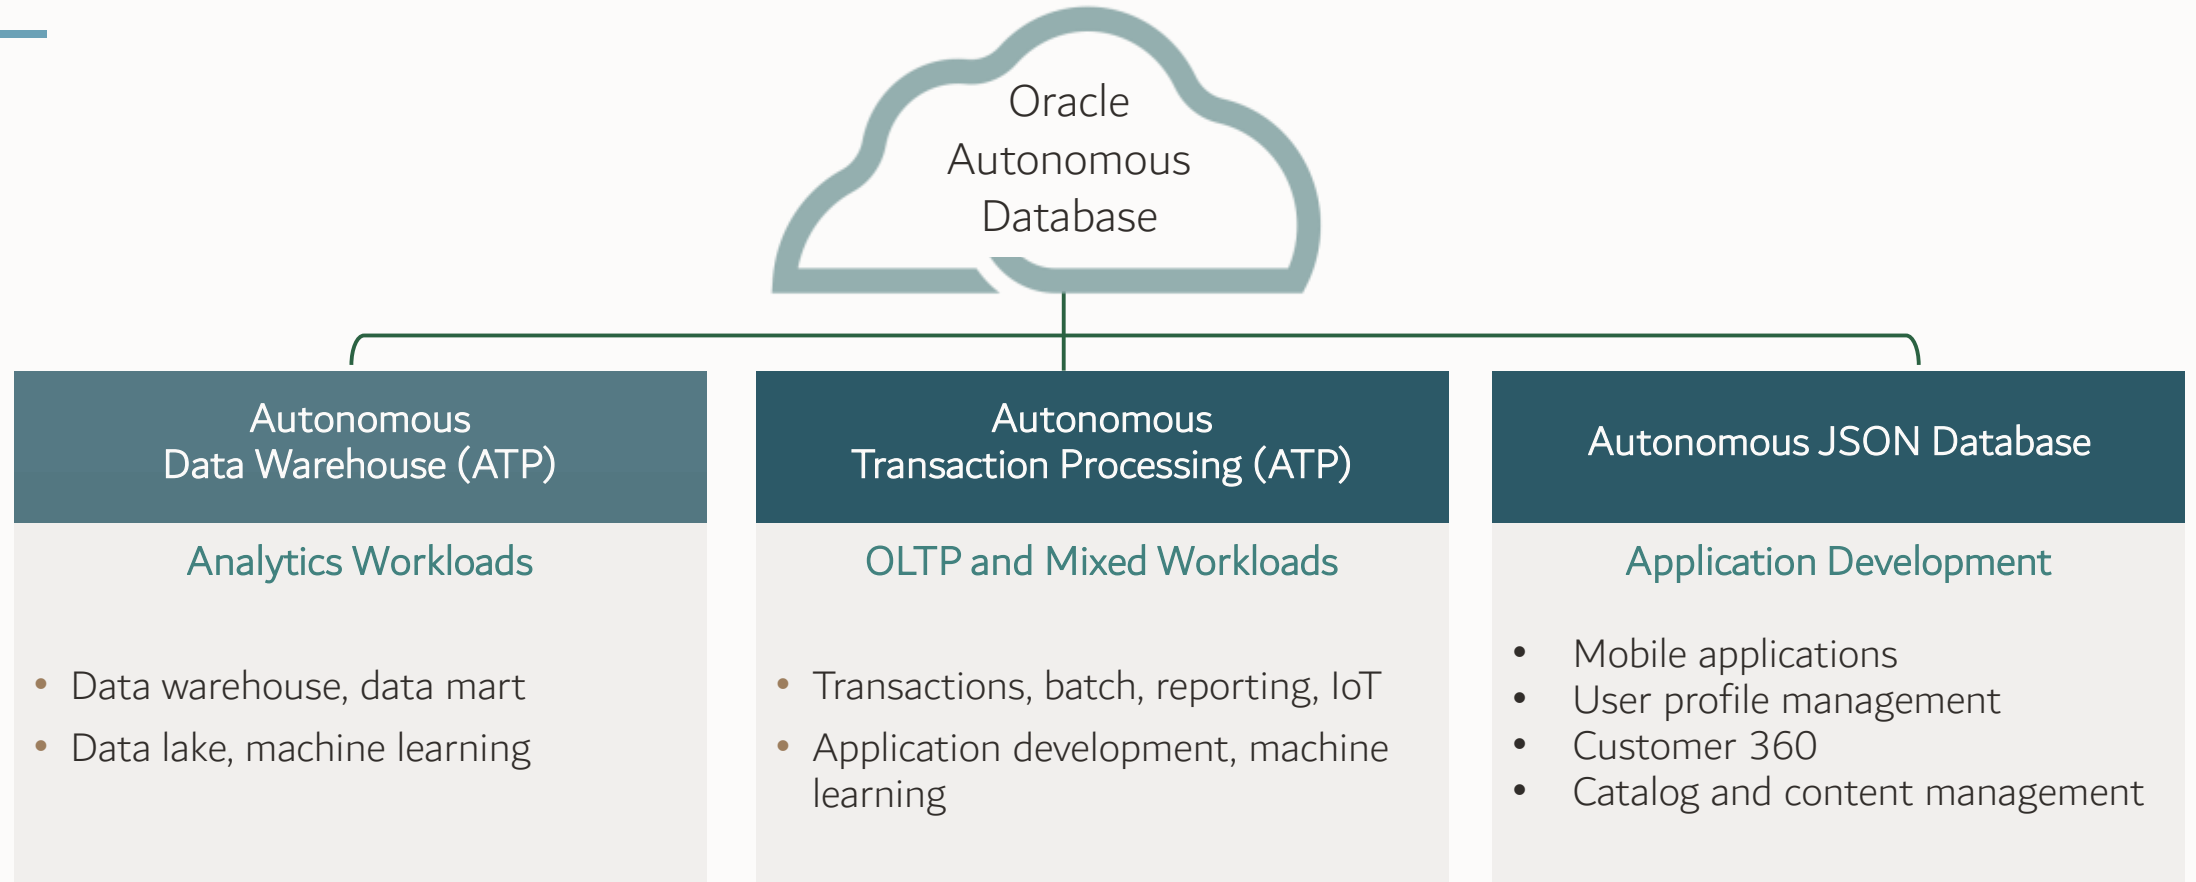 Oracle
Autonomous
Database
Autonomous
Data Warehouse (ATP)
Analytics Workloads
• Data warehouse, data mart
• Data lake, machine learning
Autonomous
Transaction Processing (ATP)
OLTP and Mixed Workloads
• Transactions, batch, reporting, IoT
• Application development, machine
learning
Autonomous JSON Database
Application Development
• Mobile applications
• User profile management
• Customer 360
• Catalog and content management